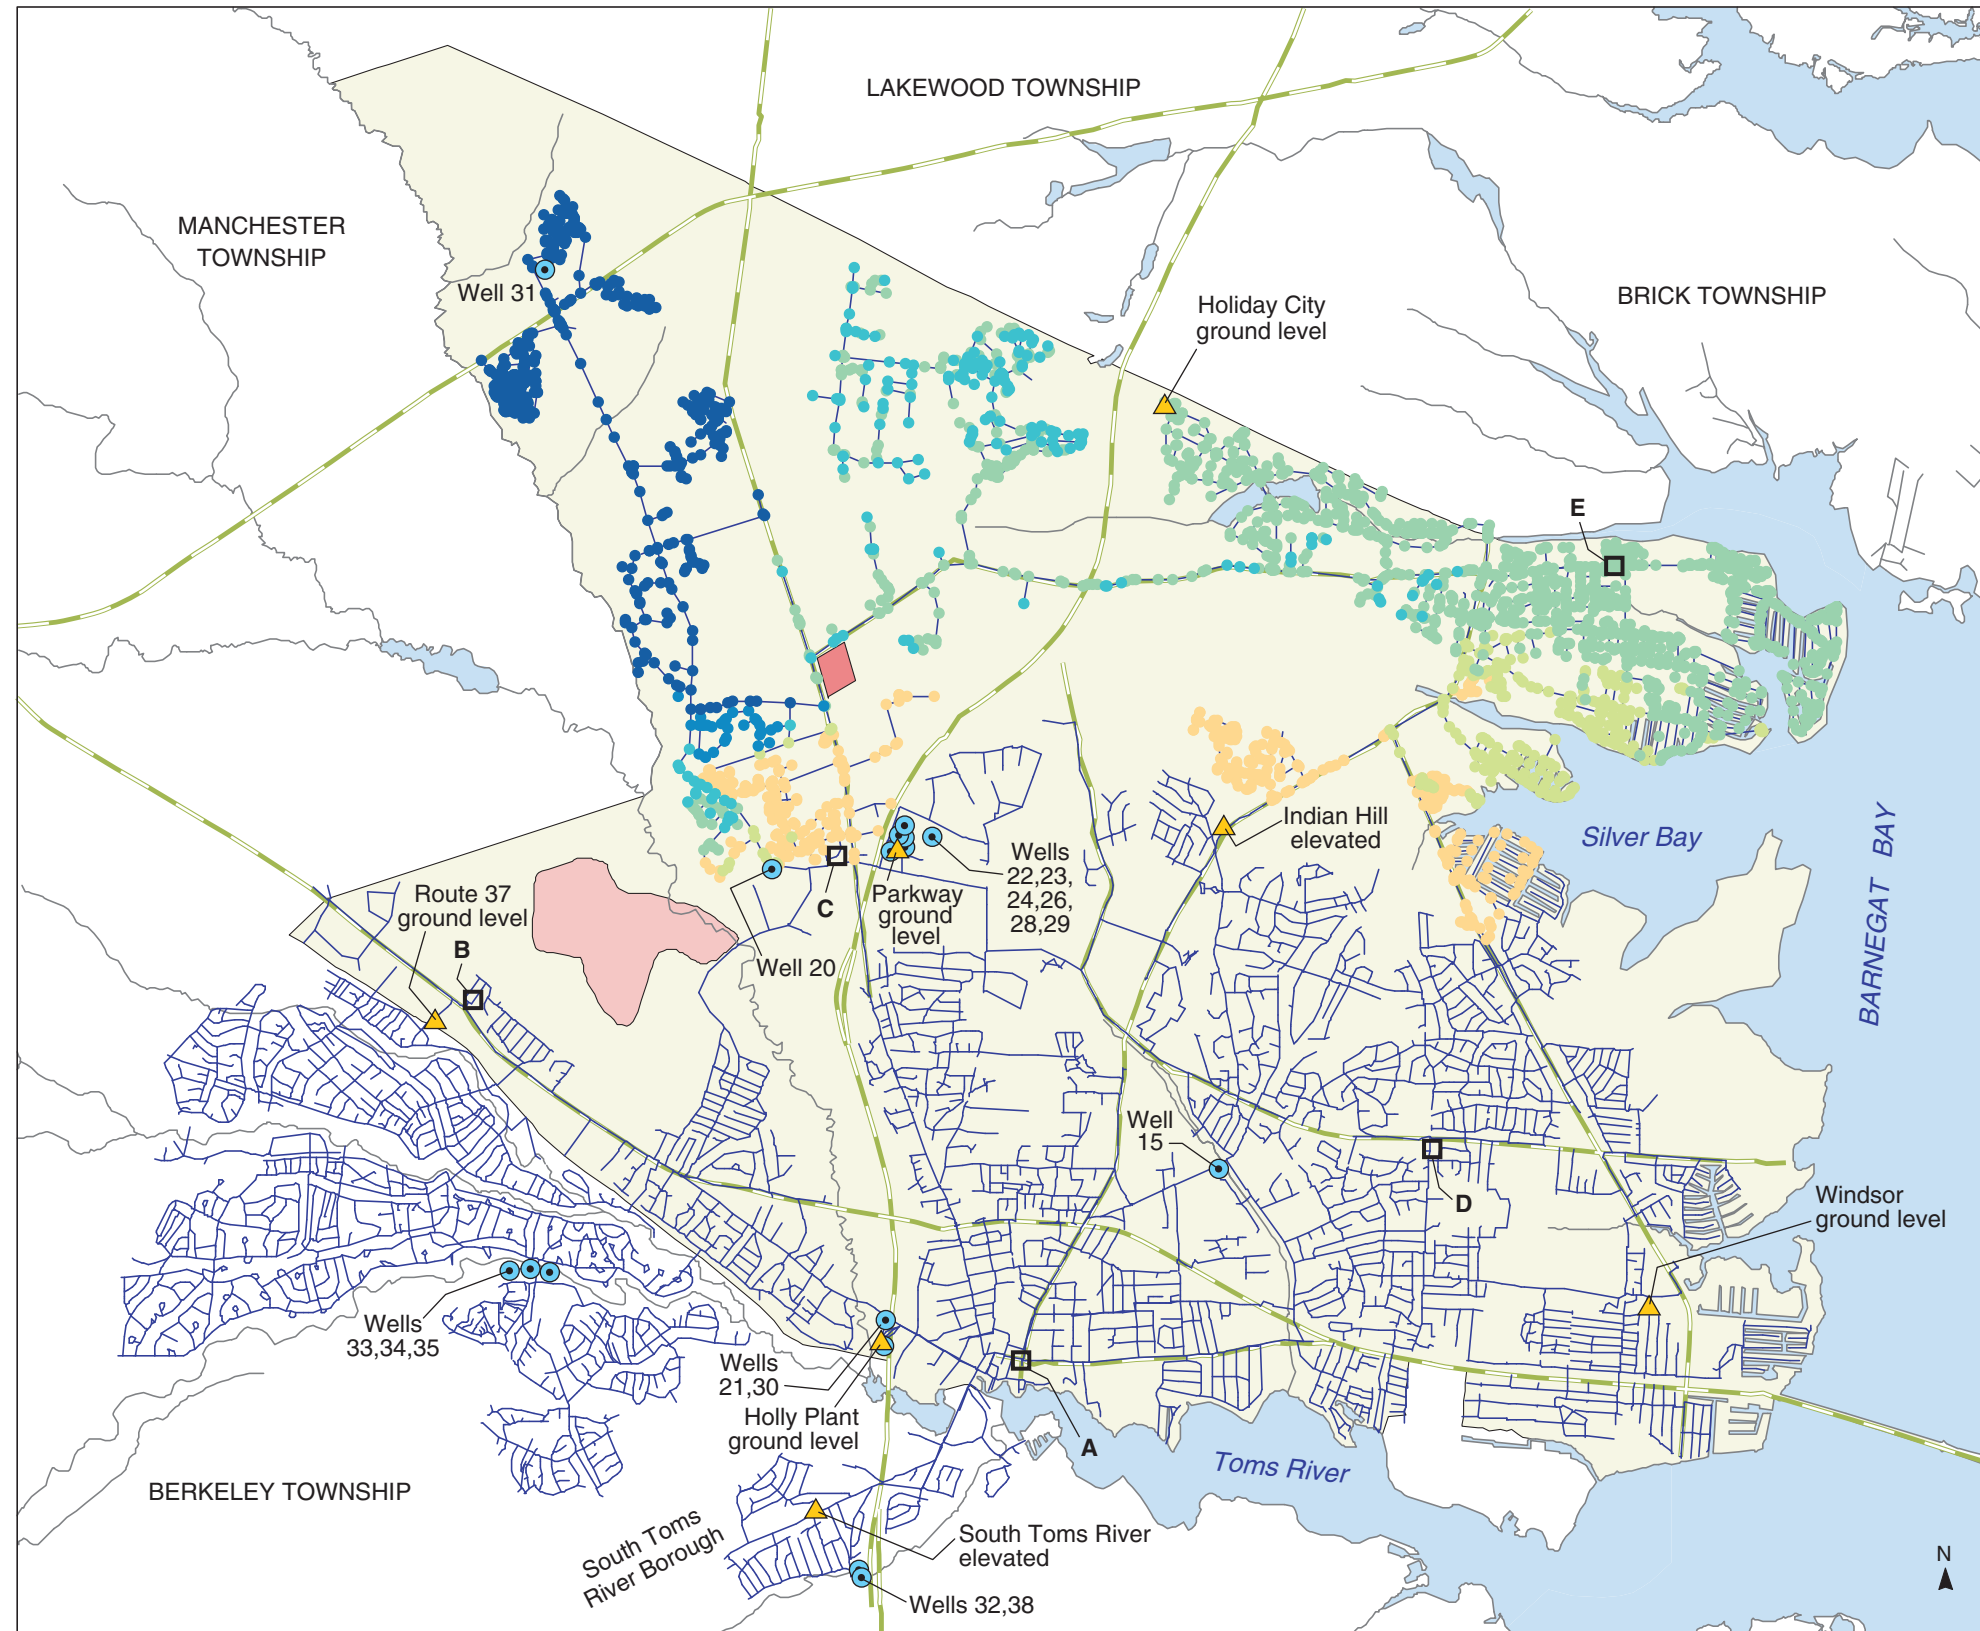 LAKEWOOD TOWNSHIP
MANCHESTER
TOWNSHIP
Well 31
Holiday City
ground level
BRICK TOWNSHIP
E
Indian Hill
elevated
Silver Bay
BARNEGAT BAY
Wells
22,23,
24,26,
28,29
Parkway
ground
level
C
Well 20
Route 37
ground level
B
Well
15
D
Windsor
ground level
Wells
33,34,35
Wells
21,30
Holly Plant
ground level
A
Toms River
BERKELEY TOWNSHIP
South Toms
River Borough
South Toms River
elevated
Wells 32,38
N